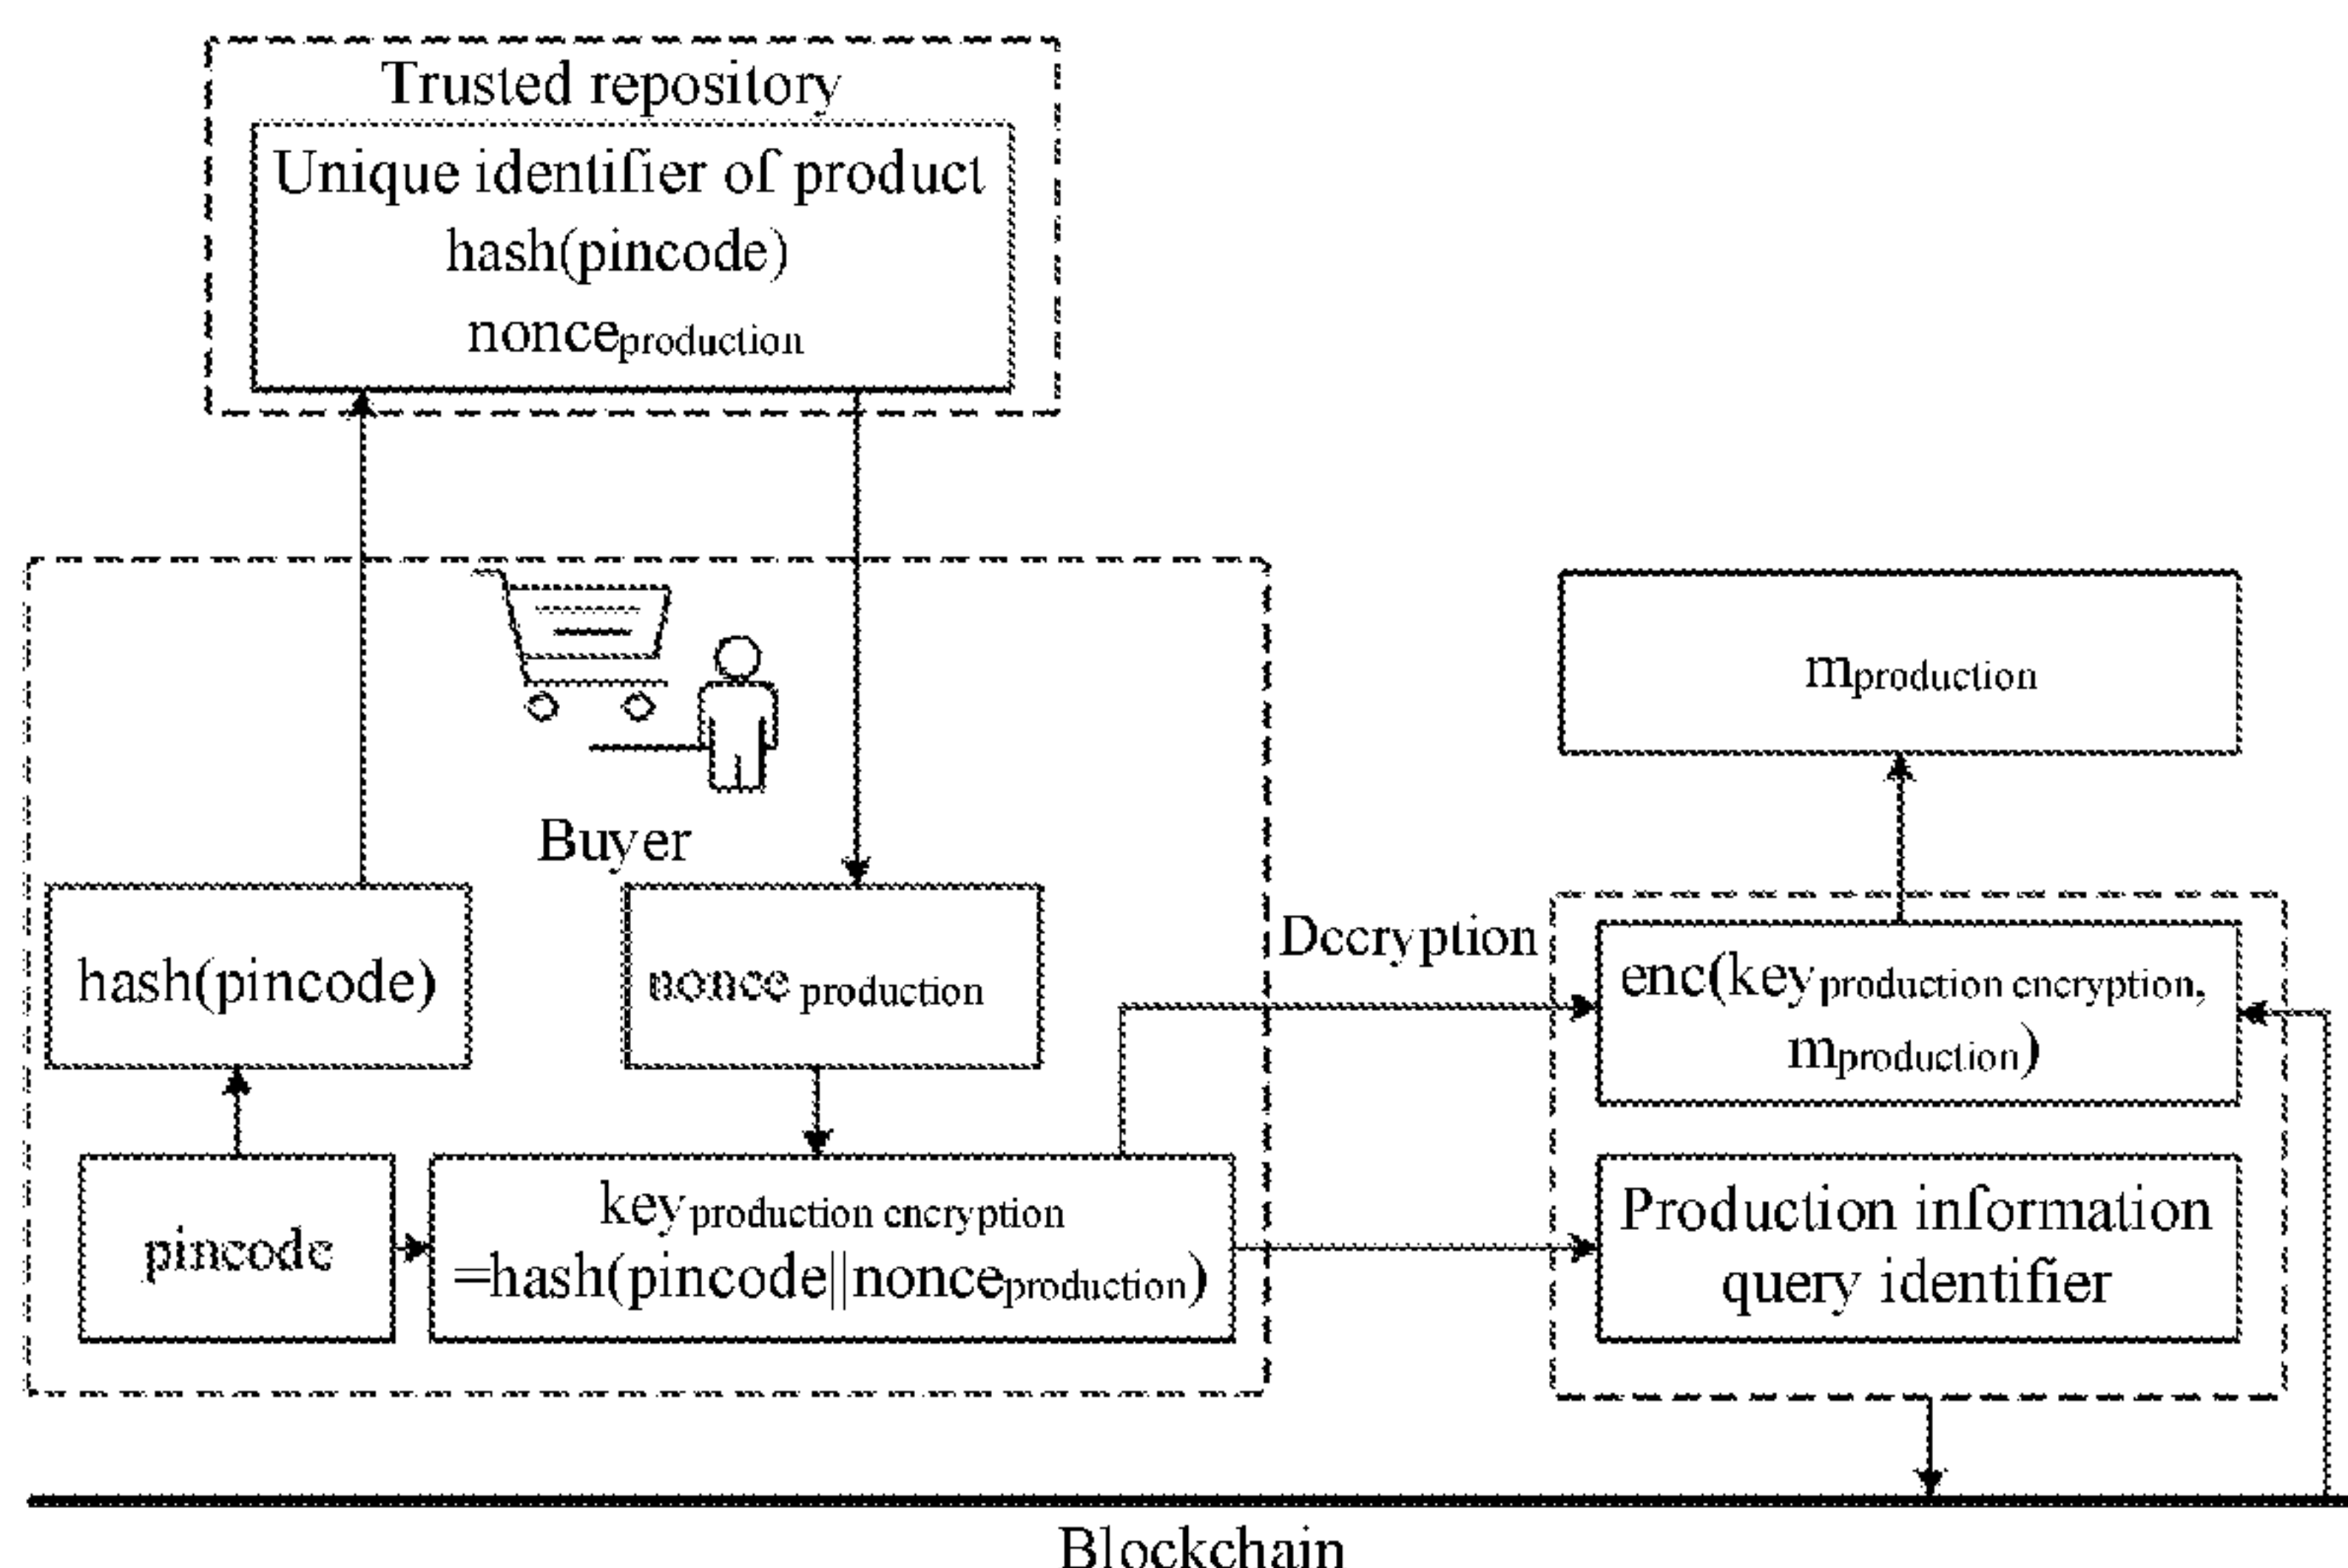 Trusted repository
Unique identifier of product
hash(pincode)
nonceproduction
Buyer
hash(pincode)
nonce production
pincode
keyproduction encryption
=hash(pincode||nonceproduction)
Decryption
mproduction
enc(keyproduction encryption,
mproduction)
Production information
query identifier
Blockchain